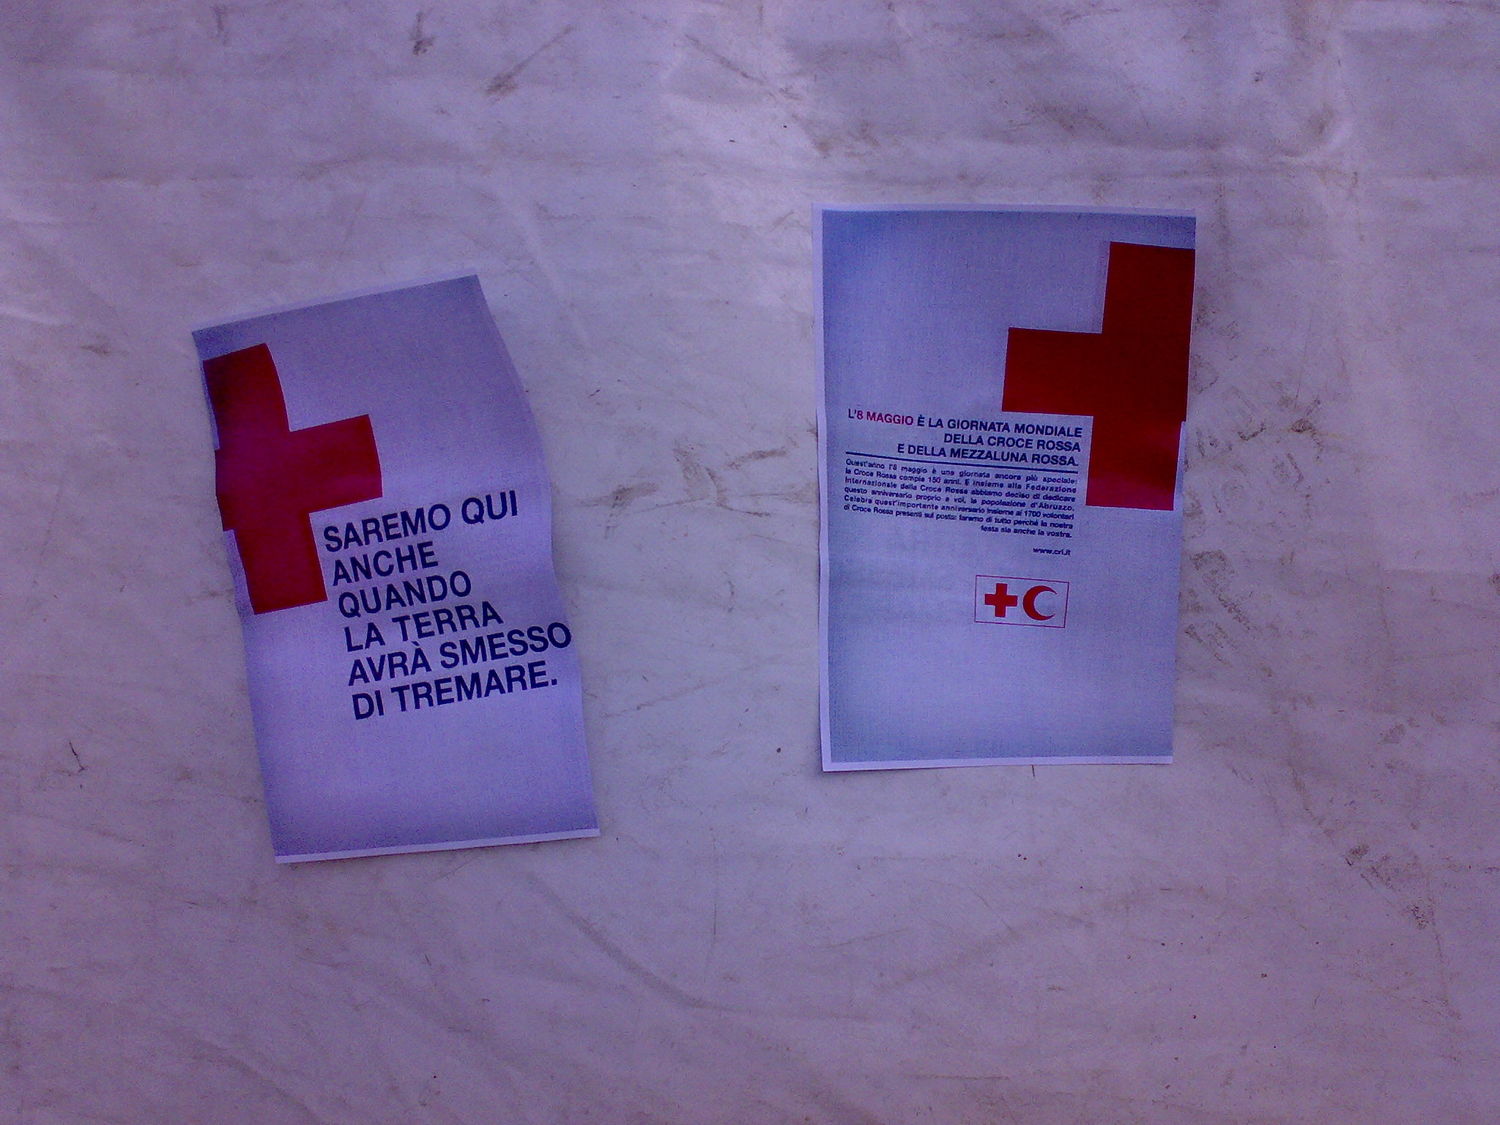 SAREMO QUI
ANCHE
QUANDO
LA TERRA
AVRÀ SMESSO
DI TREMARE.
L'8 MAGGIO È LA GIORNATA MONDIALE
DELLA CROCE ROSSA
E DELLA MEZZALUNA ROSSA.
Quest'anno l'8 maggio è una giornata ancora più speciale:
la Croce Rossa compie 150 anni. E insieme alla Federazione
Internazionale della Croce Rossa abbiamo deciso di dedicare
questo anniversario proprio a voi, la popolazione d'Abruzzo.
Celebra quest'importante anniversario insieme ai 1700 volontari
di Croce Rossa presenti sul posto: faremo di tutto perché la nostra
festa sia anche la vostra.
www.cri.it